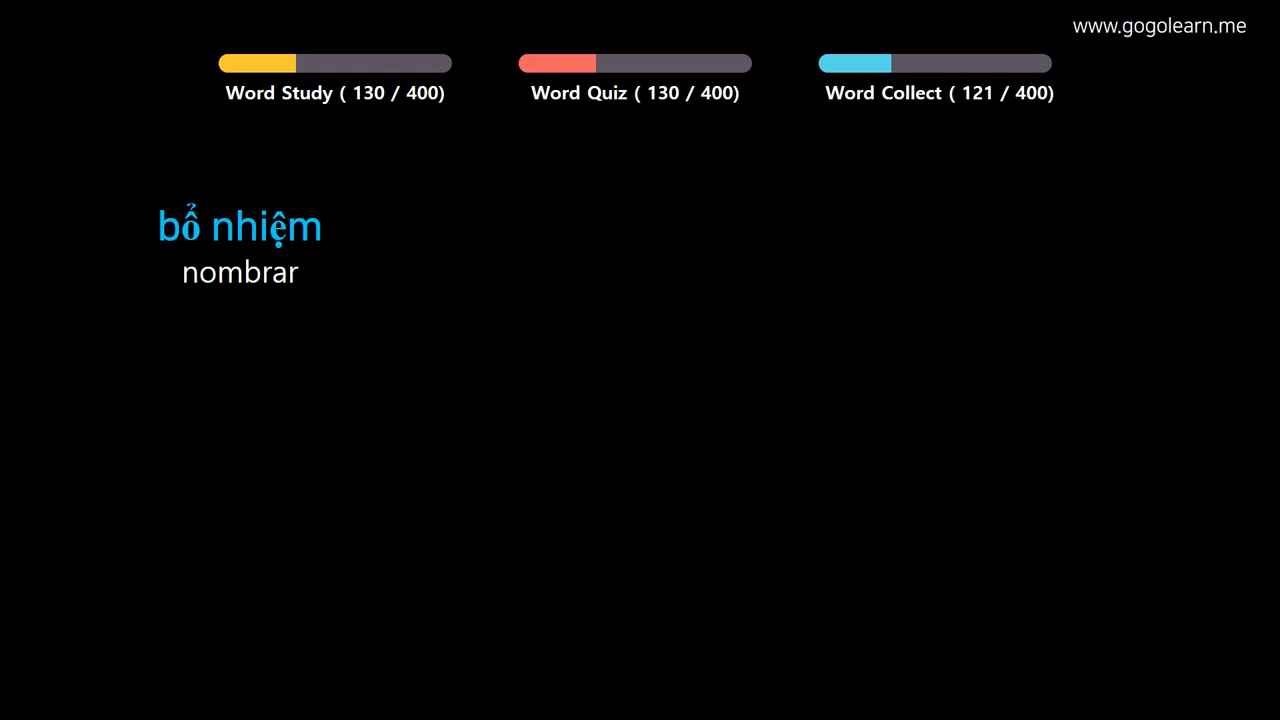 www.gogolearn.me
Word Study ( 130 / 400)
Word Quiz ( 130 / 400)
Word Collect ( 121 / 400)
bổ nhiệm
nombrar